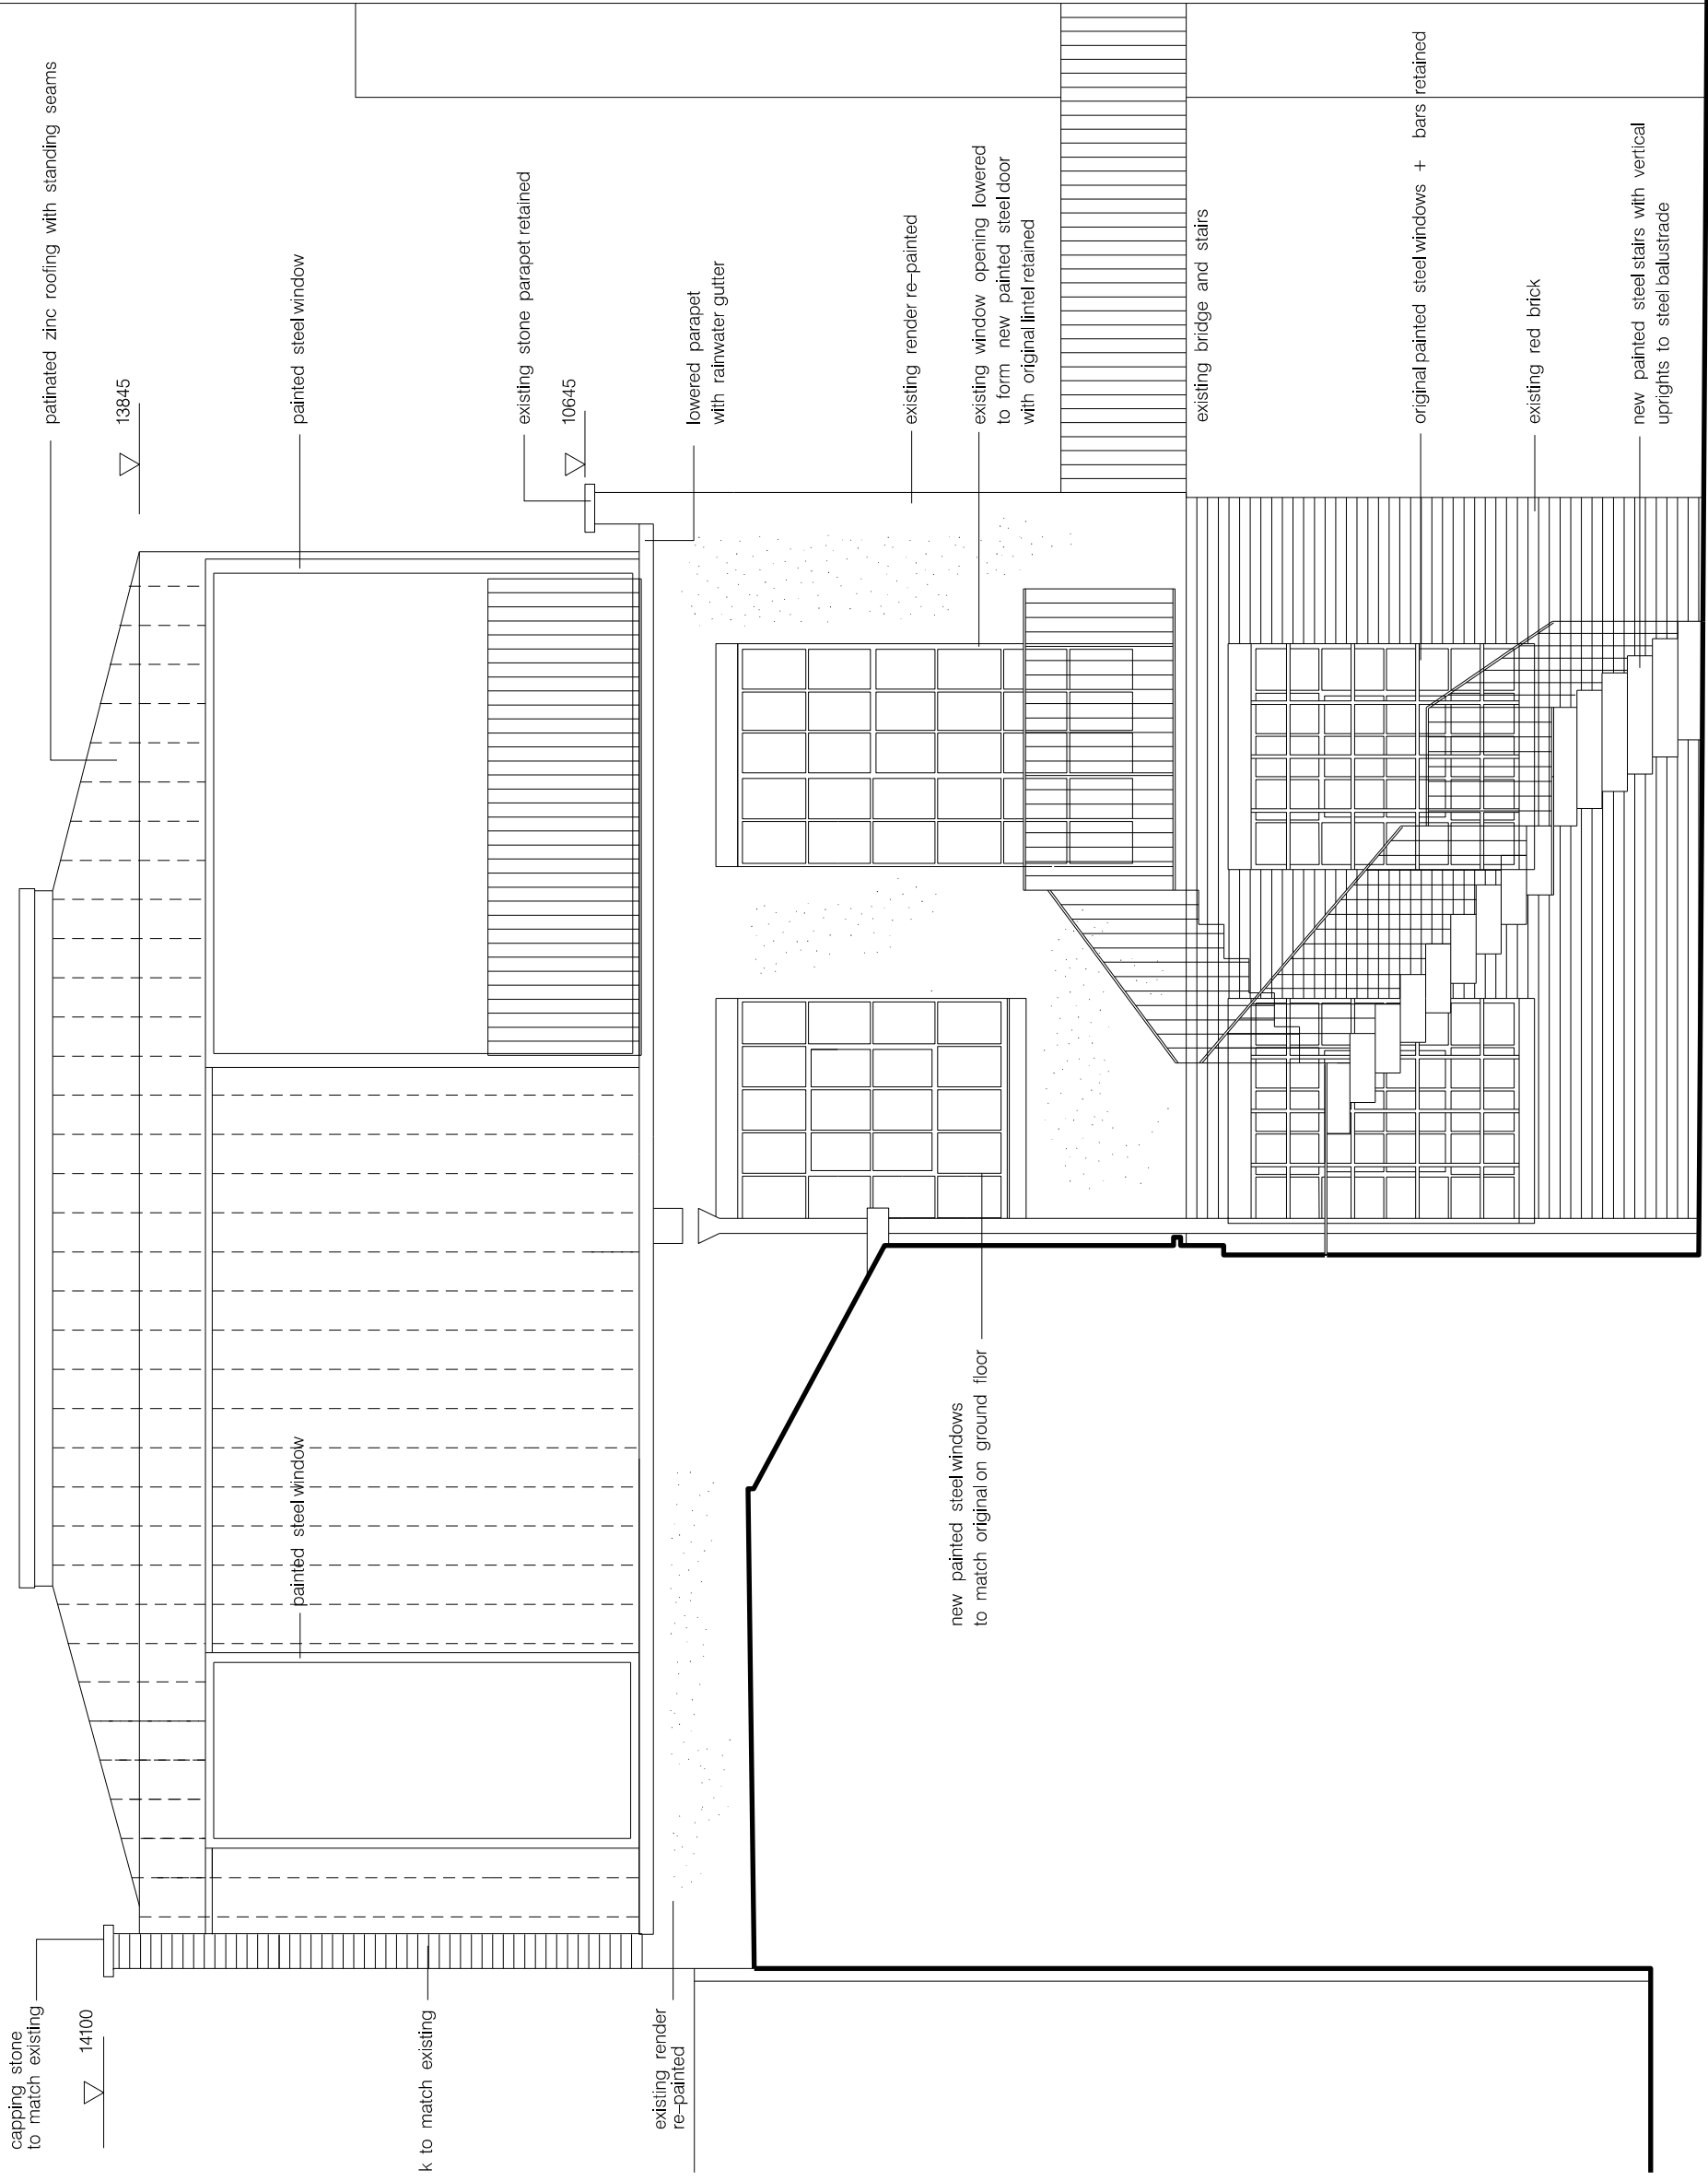 patinated zinc roofing with standing seams
13845
painted steel window
existing stone parapet retained
10645
lowered parapet
with rainwater gutter
existing render re-painted
existing window opening lowered
to form new painted steel door
with original lintel retained
existing bridge and stairs
original painted steel windows + bars retained
existing red brick
new painted steel stairs with vertical
uprights to steel balustrade
painted steel window
new painted steel windows
to match original on ground floor
capping stone
to match existing
14100
k to match existing
existing render
re-painted